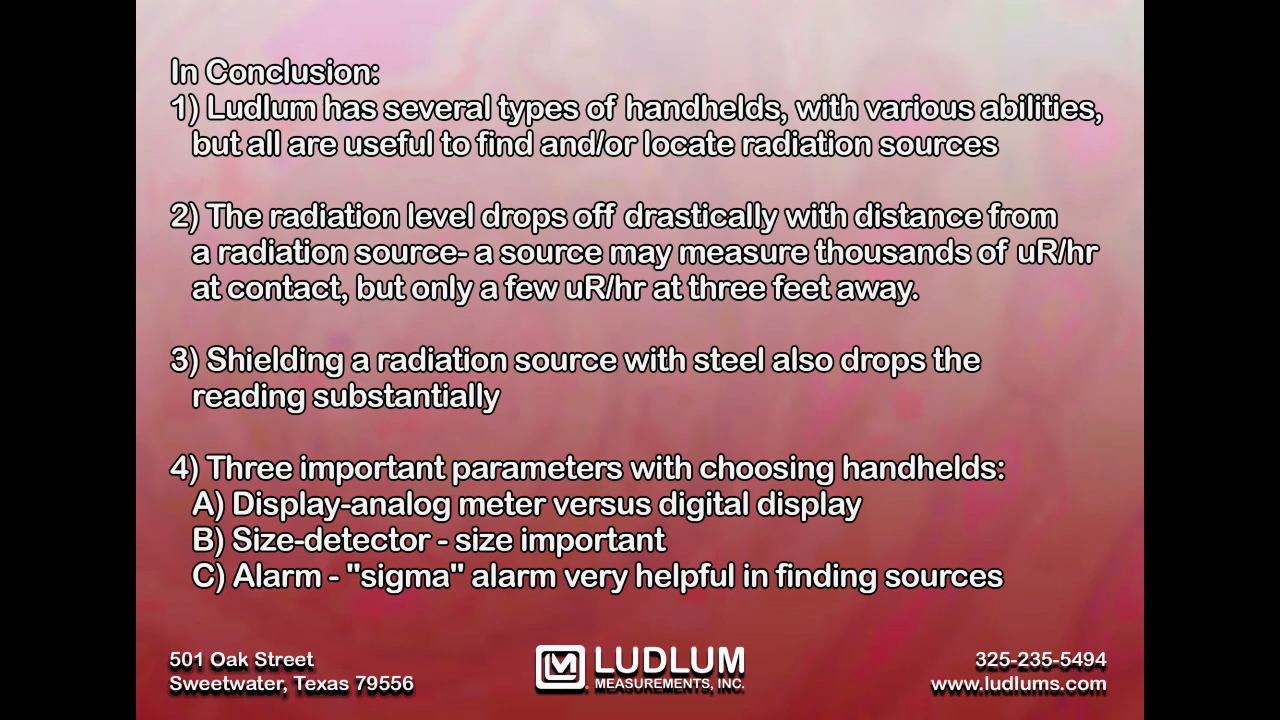 In Conclusion:
1) Ludlum has several types of handhelds, with various abilities,
but all are useful to find and/or locate radiation sources
2) The radiation level drops off drastically with distance from
a radiation source- a source may measure thousands of uR/hr
at contact, but only a few uR/hr at three feet away.
3) Shielding a radiation source with steel also drops the
reading substantially
4) Three important parameters with choosing handhelds:
A) Display-analog meter versus digital display
B) Size-detector - size important
C) Alarm - "sigma" alarm very helpful in finding sources
501 Oak Street
Sweetwater, Texas 79556
LUDLUM
MEASUREMENTS, INC.
325-235-5494
www.ludlums.com